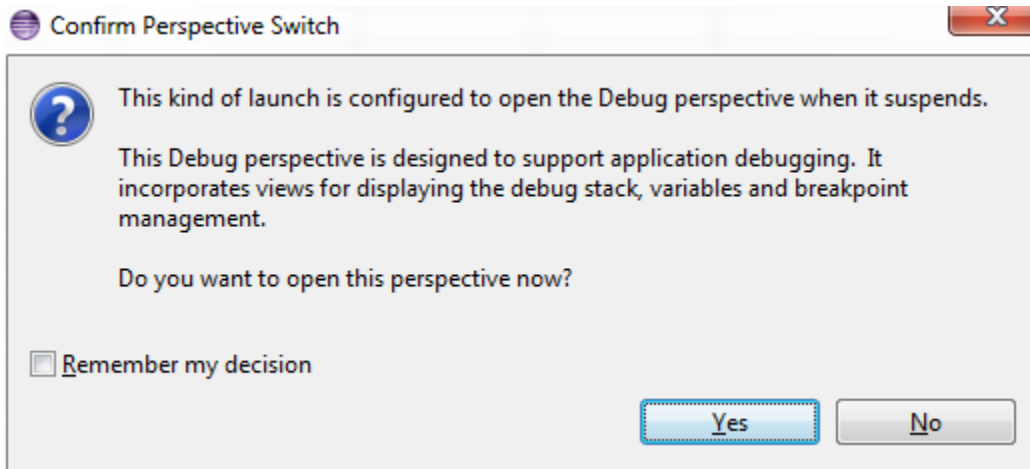 Confirm Perspective Switch
This kind of launch is configured to open the Debug perspective when it suspends.
This Debug perspective is designed to support application debugging. It
incorporates views for displaying the debug stack, variables and breakpoint
management.
Do you want to open this perspective now?
Remember my decision
Yes
No